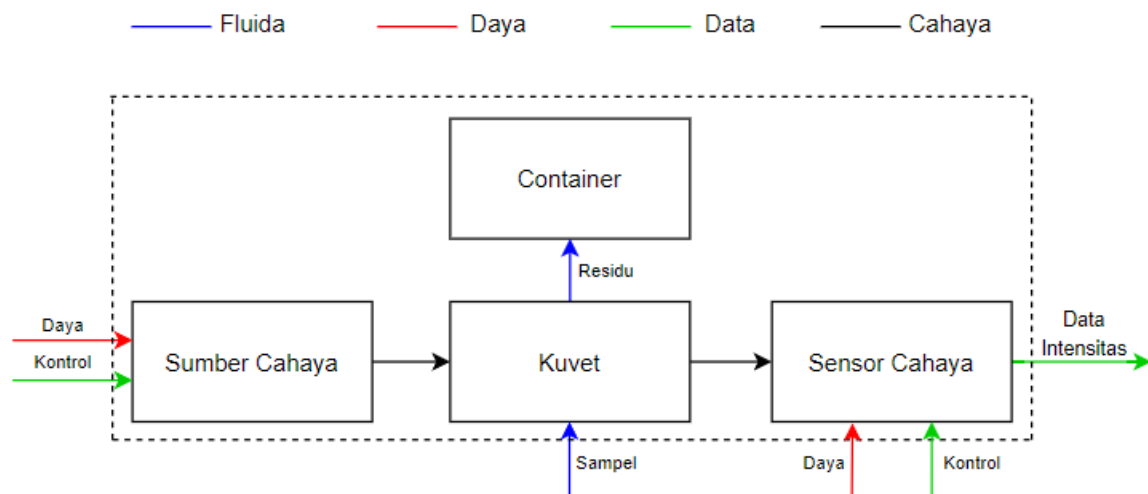 Fluida
Daya
Data
Cahaya
Container
Residu
Daya
Kontrol
Sumber Cahaya
Kuvet
Sensor Cahaya
Data
Intensitas
Sampel
Daya
Kontrol